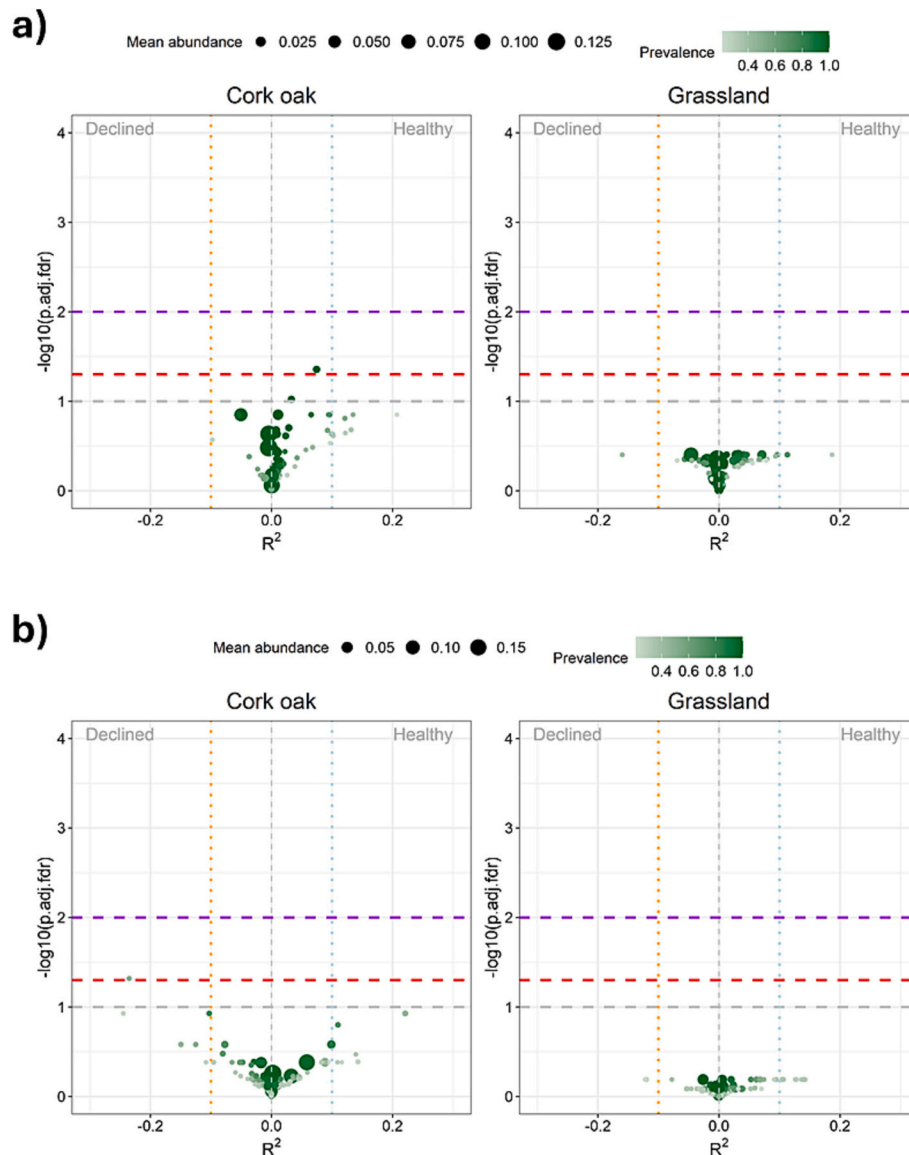 a)
Mean abundance 0.025 0.050 0.075 0.100 0.125 Prevalence 0.4 0.6 0.8 1.0
Cork oak Grassland
Declined Healthy Declined Healthy
4 4
3 3
2 2
1 1
0 0
-log10(p.adj.fdr) -log10(p.adj.fdr)
-0.2 0.0 0.2 -0.2 0.0 0.2
R² R²
b)
Mean abundance 0.05 0.10 0.15 Prevalence 0.4 0.6 0.8 1.0
Cork oak Grassland
Declined Healthy Declined Healthy
4 4
3 3
2 2
1 1
0 0
-log10(p.adj.fdr) -log10(p.adj.fdr)
-0.2 0.0 0.2 -0.2 0.0 0.2
R² R²